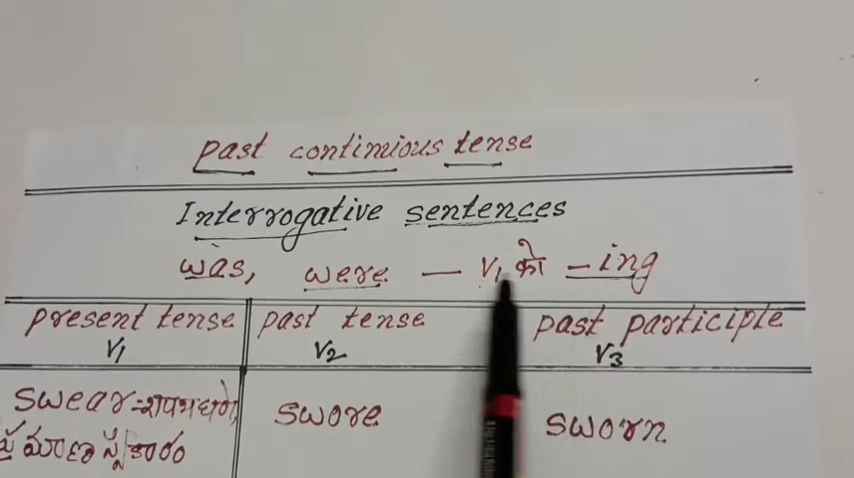 past continious tense
Interrogative sentences
was, were — V1 को -ing
present tense past tense past participle
V1 V2 V3
swear = swore sworn